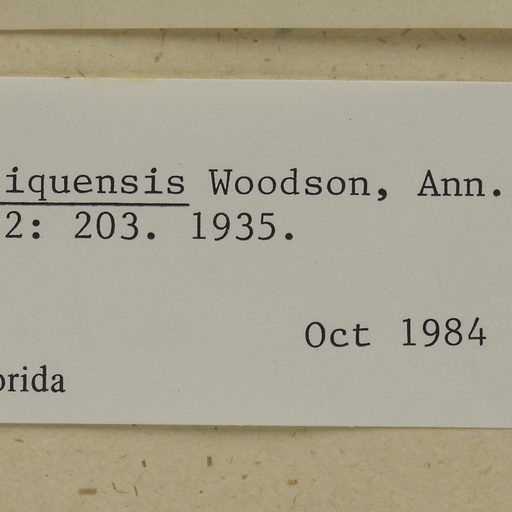 iquensis Woodson, Ann.
2: 203. 1935.
Oct 1984
orida